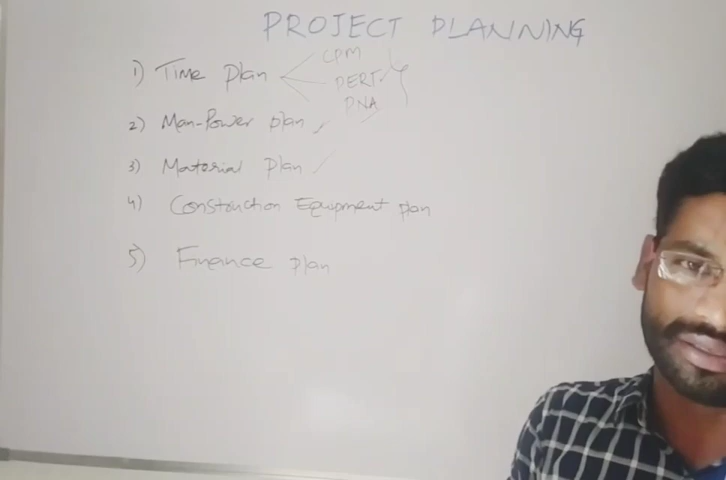 PROJECT PLANNING
CPM
1) Time Plan
PERT
PNA
2) Man-Power plan
3) Material Plan
4) Construction Equipment plan
5) Finance plan